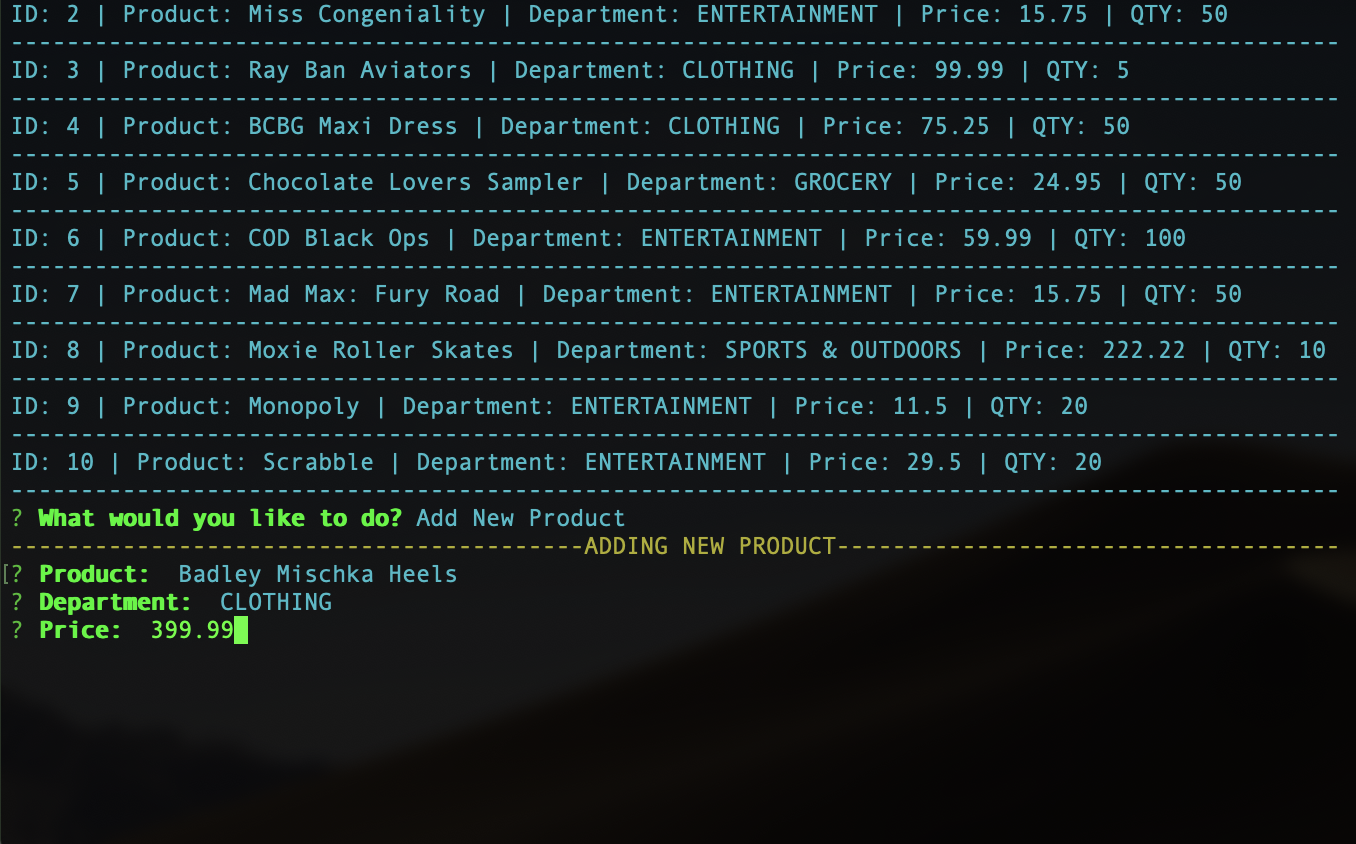 ID: 2 | Product: Miss Congeniality | Department: ENTERTAINMENT | Price: 15.75 | QTY: 50
-----------------------------------------------------------------------------------------------
ID: 3 | Product: Ray Ban Aviators | Department: CLOTHING | Price: 99.99 | QTY: 5
-----------------------------------------------------------------------------------------------
ID: 4 | Product: BCBG Maxi Dress | Department: CLOTHING | Price: 75.25 | QTY: 50
-----------------------------------------------------------------------------------------------
ID: 5 | Product: Chocolate Lovers Sampler | Department: GROCERY | Price: 24.95 | QTY: 50
-----------------------------------------------------------------------------------------------
ID: 6 | Product: COD Black Ops | Department: ENTERTAINMENT | Price: 59.99 | QTY: 100
-----------------------------------------------------------------------------------------------
ID: 7 | Product: Mad Max: Fury Road | Department: ENTERTAINMENT | Price: 15.75 | QTY: 50
-----------------------------------------------------------------------------------------------
ID: 8 | Product: Moxie Roller Skates | Department: SPORTS & OUTDOORS | Price: 222.22 | QTY: 10
-----------------------------------------------------------------------------------------------
ID: 9 | Product: Monopoly | Department: ENTERTAINMENT | Price: 11.5 | QTY: 20
-----------------------------------------------------------------------------------------------
ID: 10 | Product: Scrabble | Department: ENTERTAINMENT | Price: 29.5 | QTY: 20
-----------------------------------------------------------------------------------------------
? What would you like to do? Add New Product
-----------------------------------------ADDING NEW PRODUCT------------------------------------
[? Product:  Badley Mischka Heels
? Department:  CLOTHING
? Price:  399.99